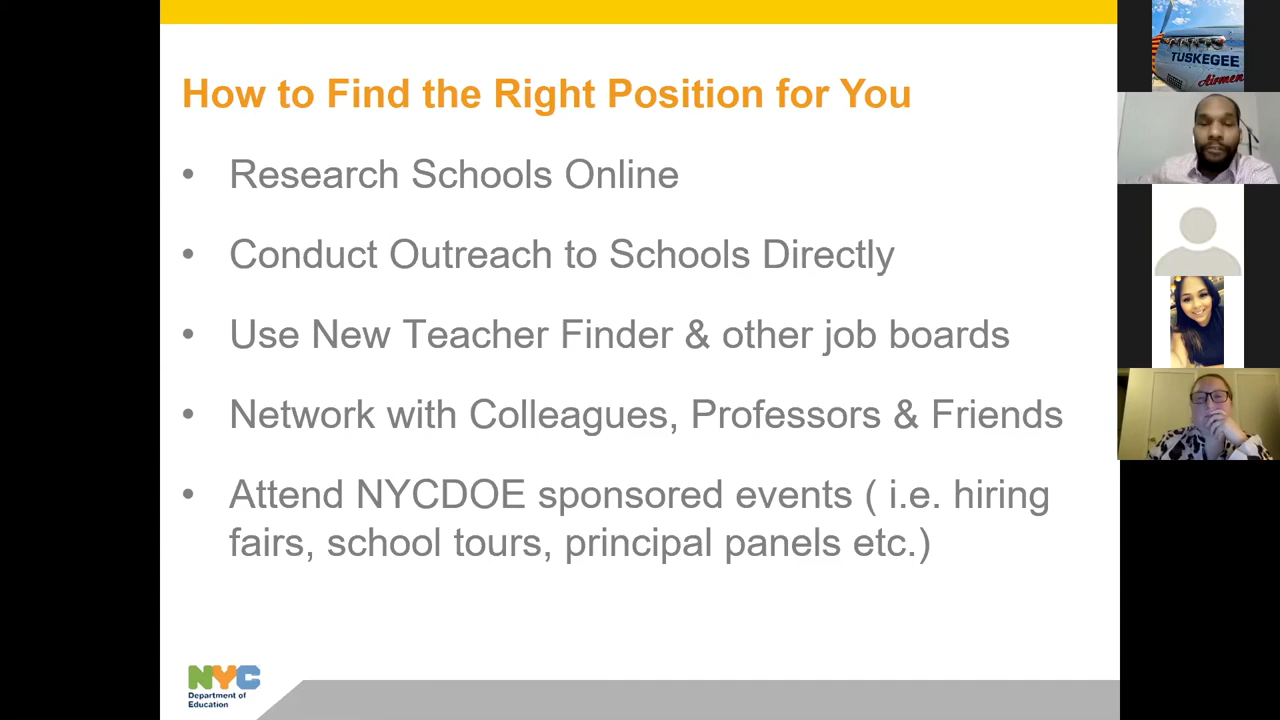 How to Find the Right Position for You
• Research Schools Online
• Conduct Outreach to Schools Directly
• Use New Teacher Finder & other job boards
• Network with Colleagues, Professors & Friends
• Attend NYCDOE sponsored events ( i.e. hiring
fairs, school tours, principal panels etc.)
NYC
Department of
Education
TUSKEGEE
Airmen